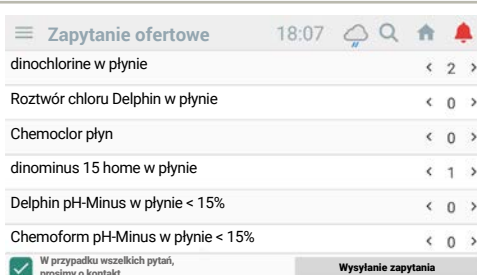 Zapytanie ofertowe 18:07
dinochlorine w płynie < 2 >
Roztwór chloru Delphin w płynie < 0 >
Chemoclor płyn < 0 >
dinominus 15 home w płynie < 1 >
Delphin pH-Minus w płynie < 15% < 0 >
Chemoform pH-Minus w płynie < 15% < 0 >
W przypadku wszelkich pytań,
prosimy o kontakt
Wysyłanie zapytania